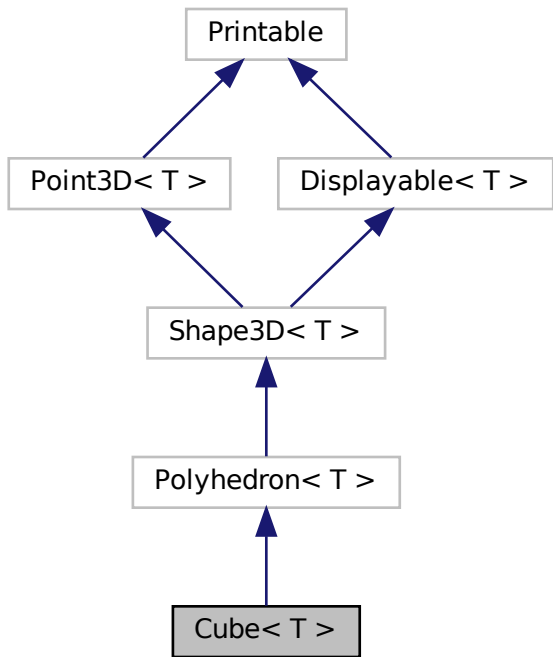 Printable
Point3D< T >
Displayable< T >
Shape3D< T >
Polyhedron< T >
Cube< T >